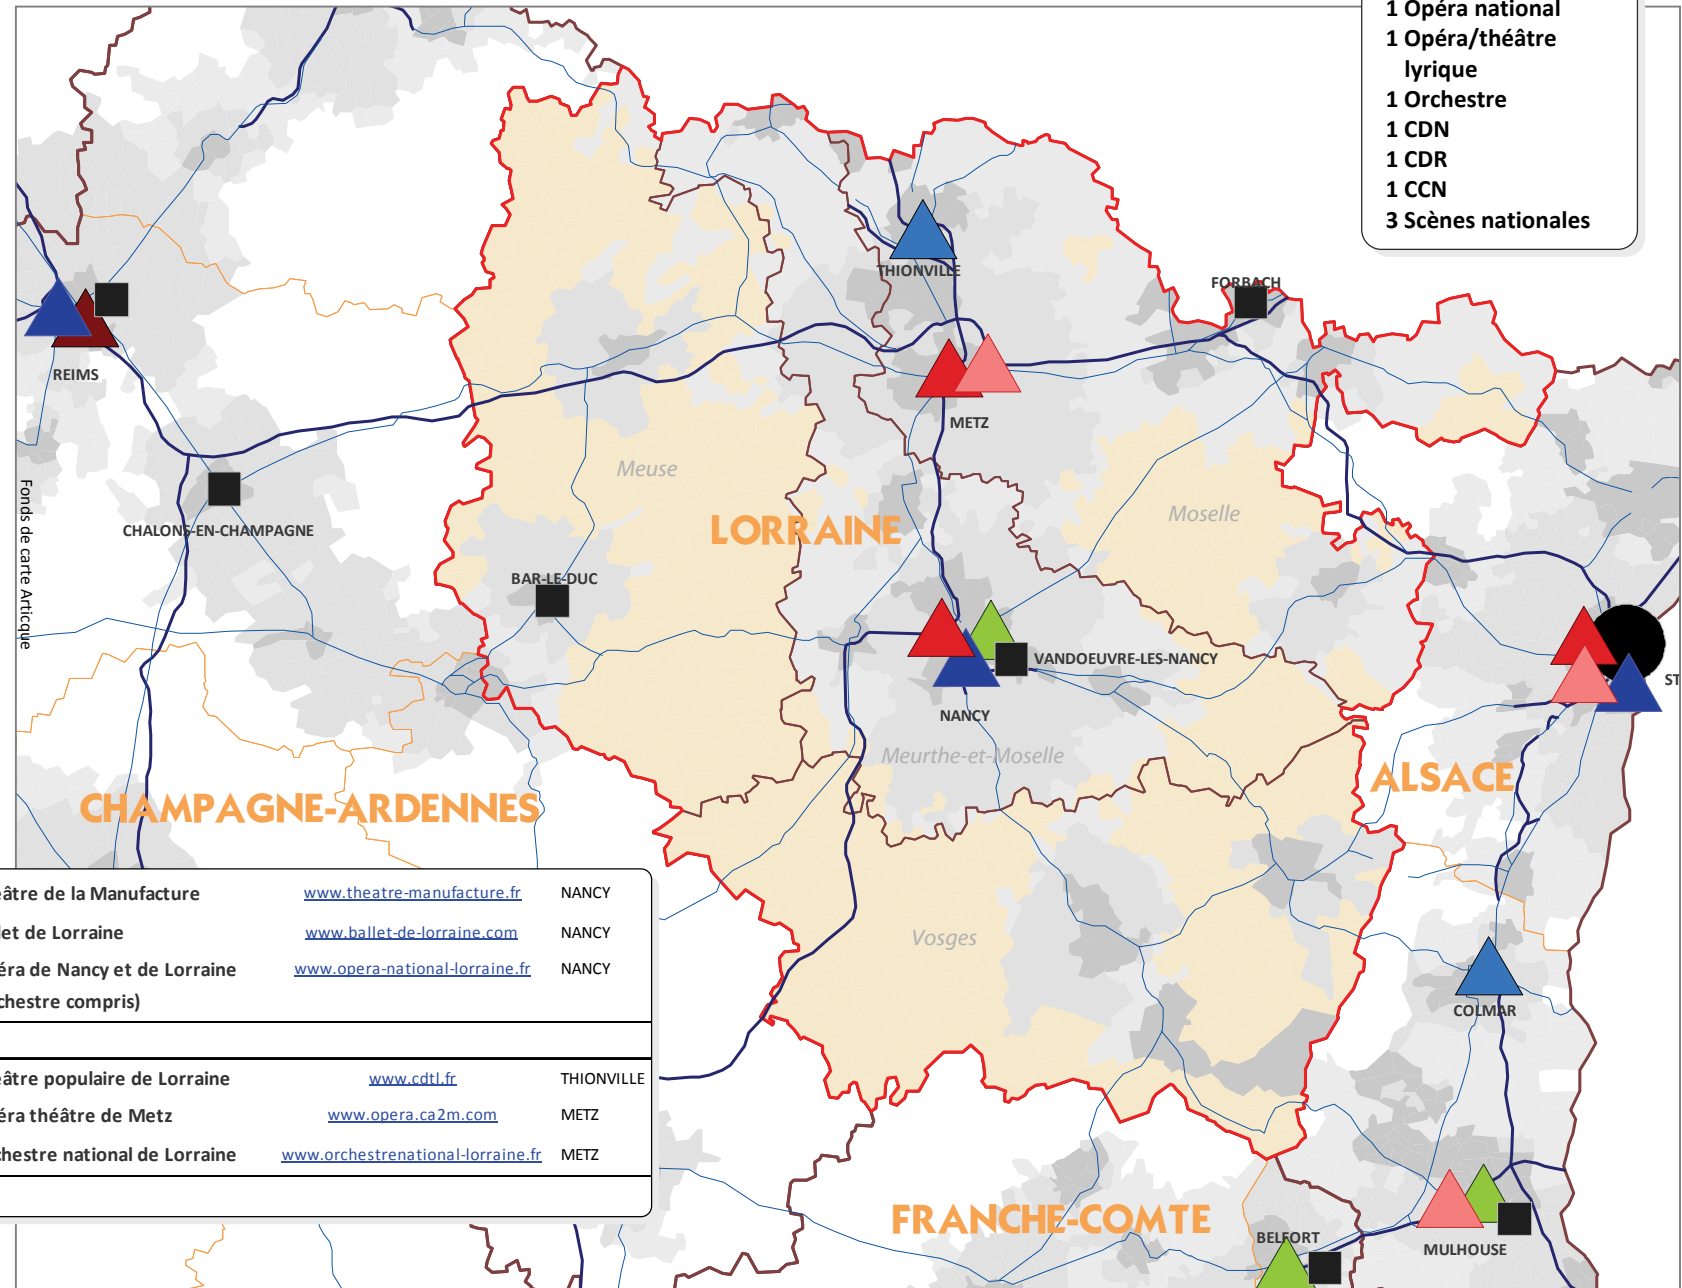 1 Opéra national
1 Opéra/théâtre
lyrique
1 Orchestre
1 CDN
1 CDR
1 CCN
3 Scènes nationales
THIONVILLE
FORBACH
REIMS
METZ
Meuse
LORRAINE
Moselle
CHALONS-EN-CHAMPAGNE
Fonds de carte Articque
BAR-LE-DUC
VANDOEUVRE-LES-NANCY
ST
NANCY
Meurthe-et-Moselle
ALSACE
CHAMPAGNE-ARDENNES
éâtre de la Manufacture www.theatre-manufacture.fr NANCY
let de Lorraine www.ballet-de-lorraine.com NANCY
éra de Nancy et de Lorraine www.opera-national-lorraine.fr NANCY
chestre compris)
Vosges
COLMAR
éâtre populaire de Lorraine www.cdtl.fr THIONVILLE
éra théâtre de Metz www.opera.ca2m.com METZ
chestre national de Lorraine www.orchestrenational-lorraine.fr METZ
FRANCHE-COMTE
BELFORT
MULHOUSE